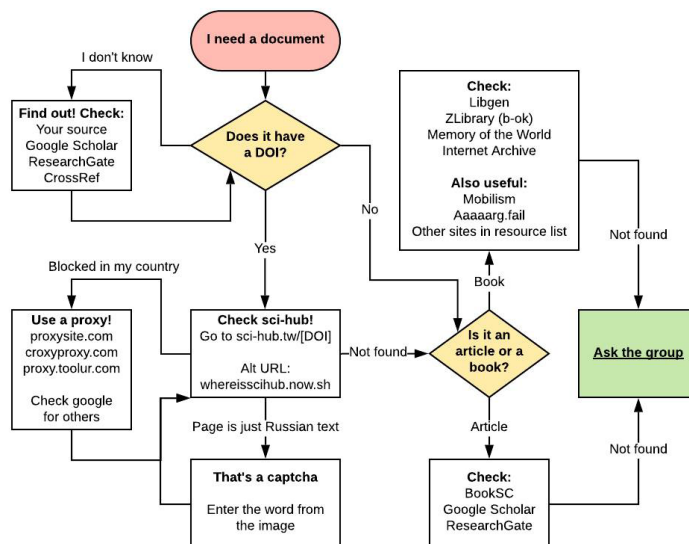 I need a document
I don't know
Find out! Check:
Your source
Google Scholar
ResearchGate
CrossRef
Does it have
a DOI?
Check:
Libgen
ZLibrary (b-ok)
Memory of the World
Internet Archive
Also useful:
Mobilism
Aaaaarg.fail
Other sites in resource list
No
Yes
Not found
Blocked in my country
Book
Use a proxy!
proxysite.com
croxyproxy.com
proxy.toolur.com
Check google
for others
Check sci-hub!
Go to sci-hub.tw/[DOI]
Alt URL:
whereisscihub.now.sh
Not found
Is it an
article or a
book?
Ask the group
Page is just Russian text
Article
Not found
That's a captcha
Enter the word from
the image
Check:
BookSC
Google Scholar
ResearchGate